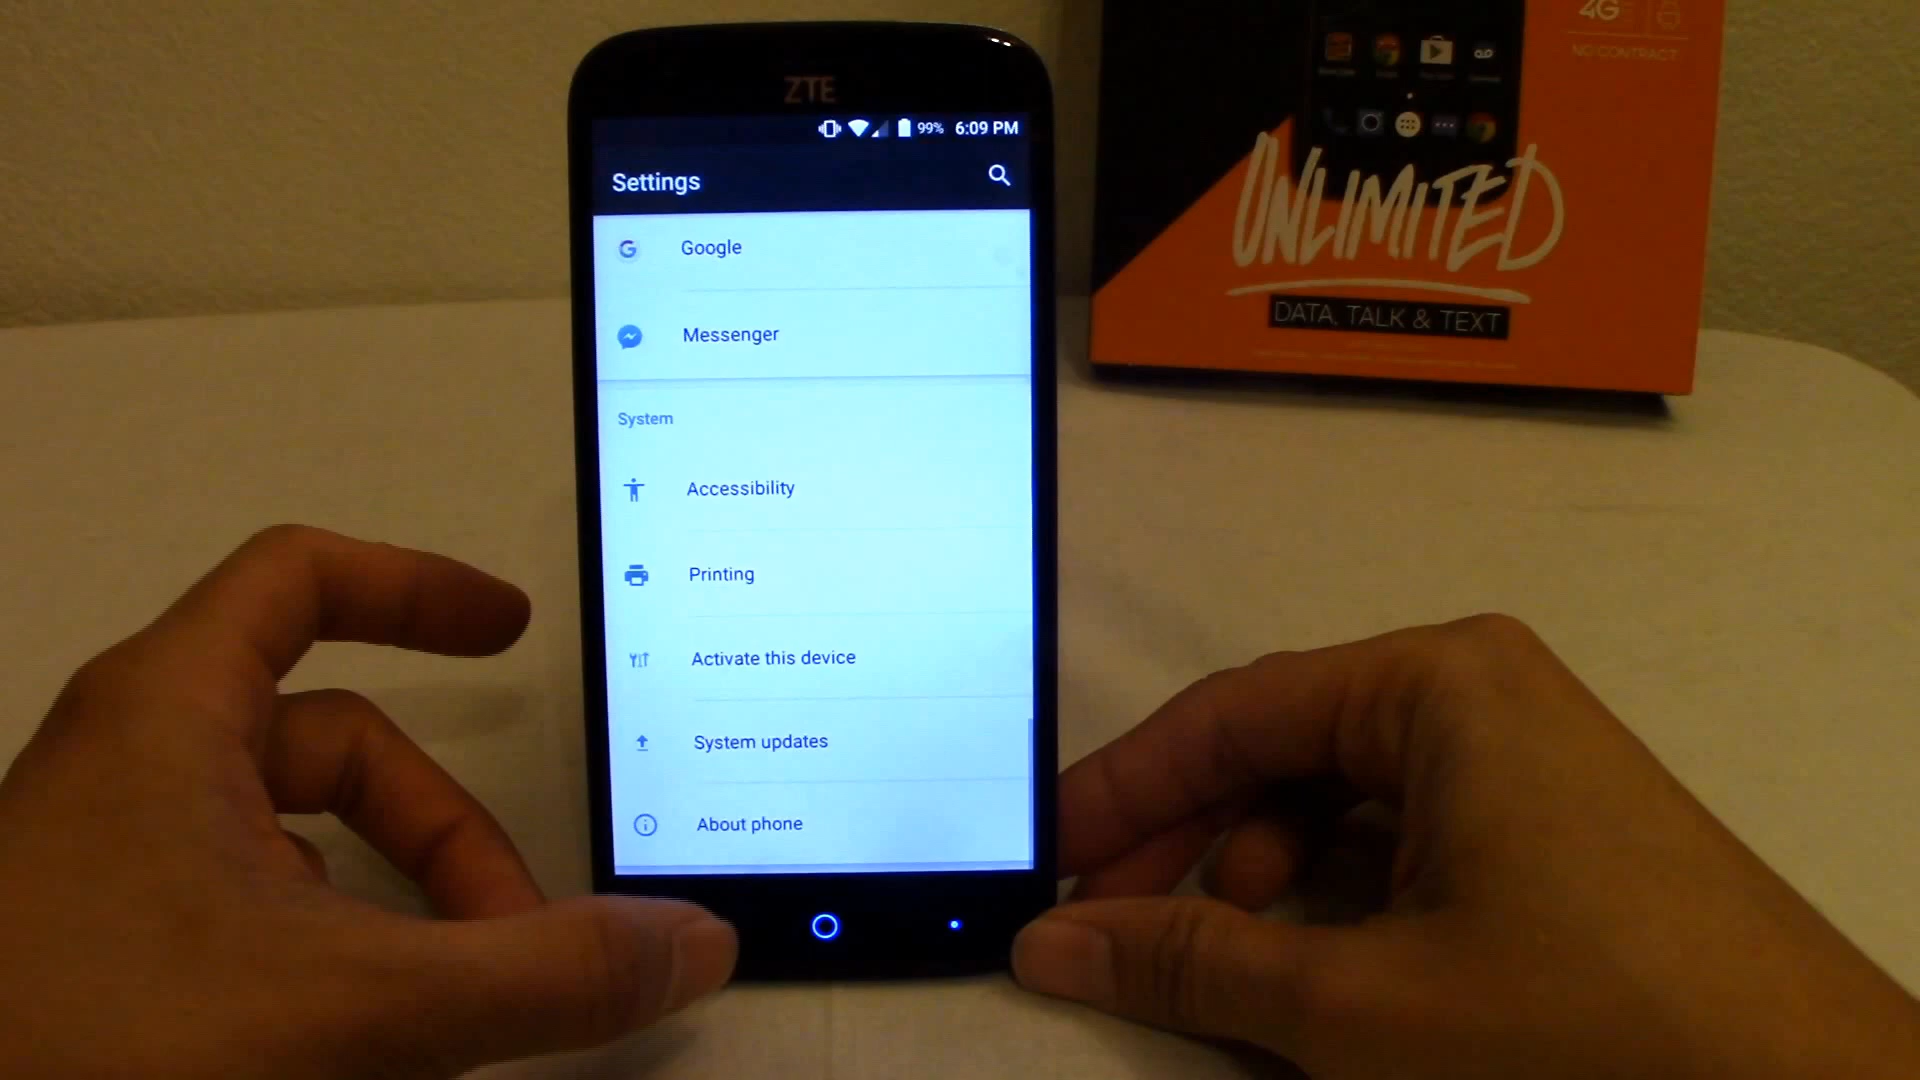 ZTE
99% 6:09 PM
Settings
Google
Messenger
System
Accessibility
Printing
Activate this device
System updates
About phone
4G
NO CONTRACT
UNLIMITED
DATA, TALK & TEXT